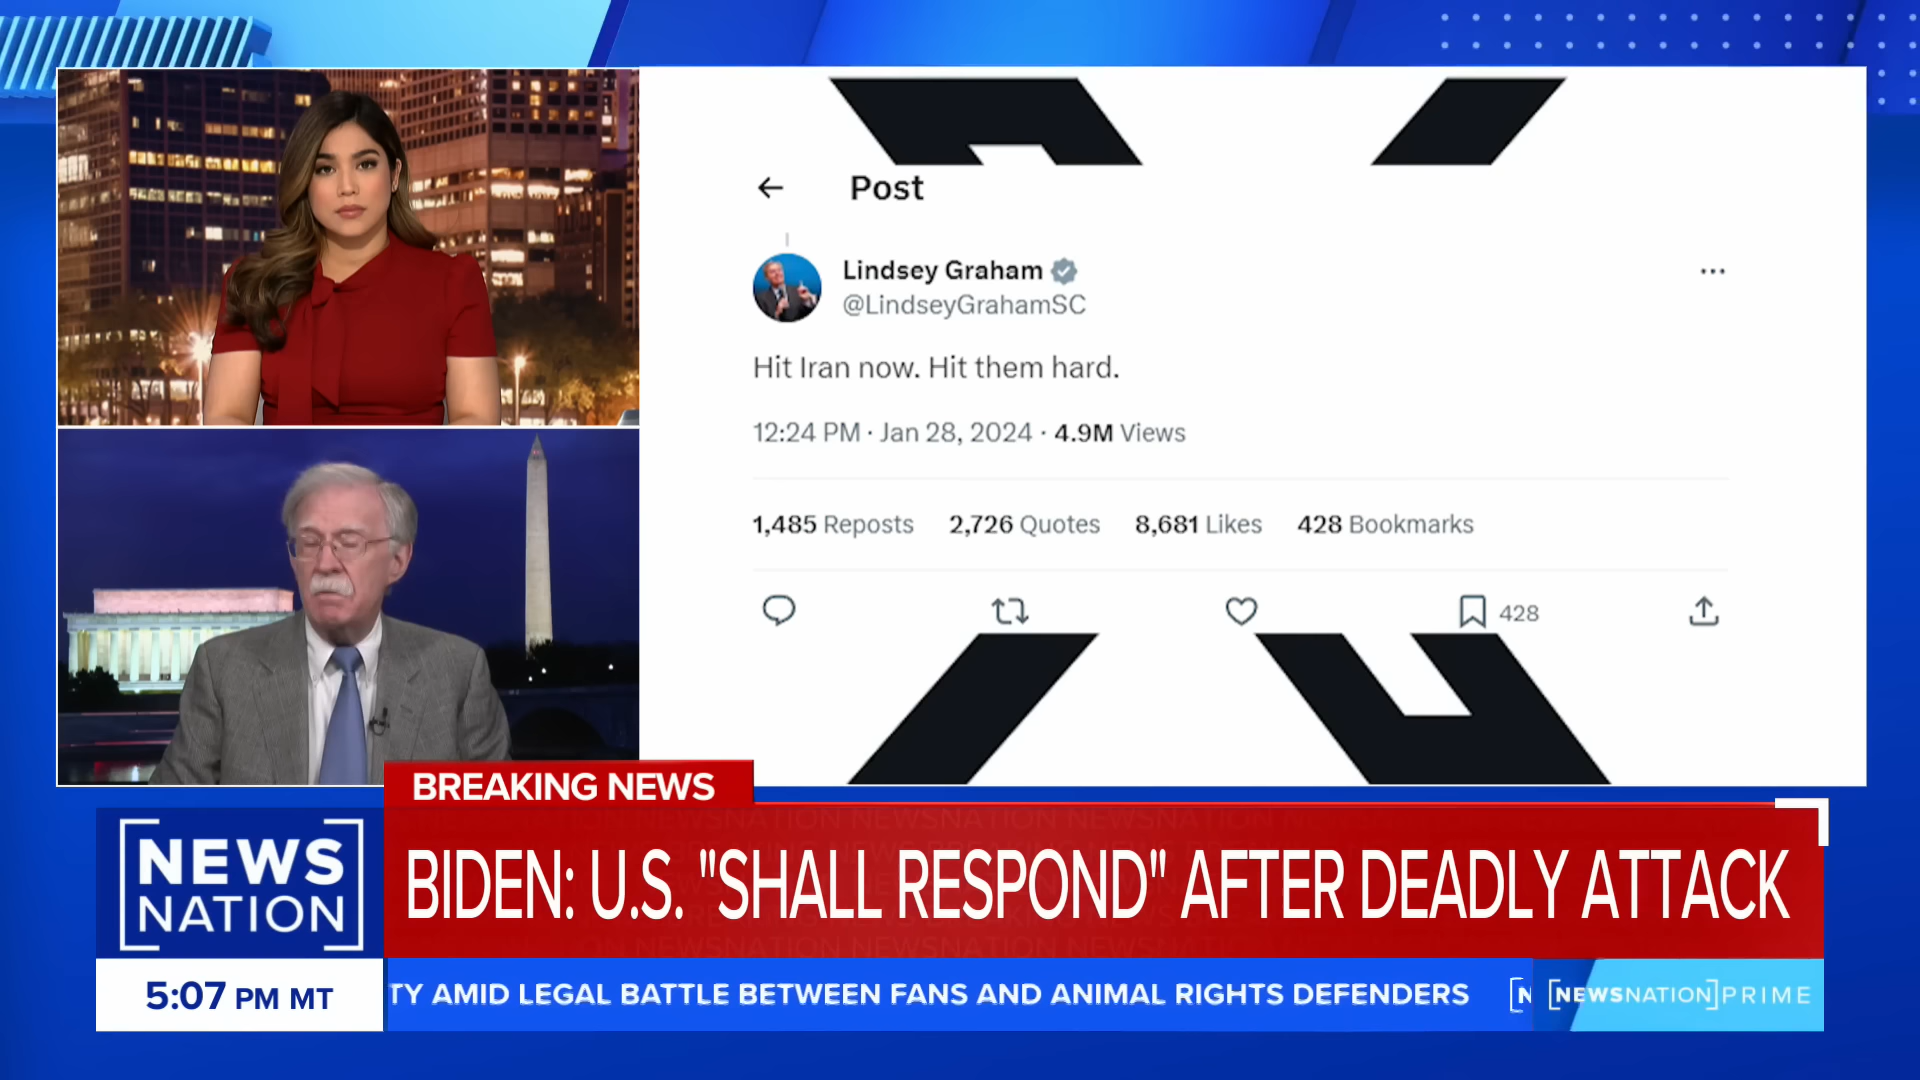 Post
Lindsey Graham
@LindseyGrahamSC
Hit Iran now. Hit them hard.
12:24 PM · Jan 28, 2024 · 4.9M Views
1,485 Reposts 2,726 Quotes 8,681 Likes 428 Bookmarks
428
BREAKING NEWS
BIDEN: U.S. "SHALL RESPOND" AFTER DEADLY ATTACK
NEWS
NATION
5:07 PM MT
TY AMID LEGAL BATTLE BETWEEN FANS AND ANIMAL RIGHTS DEFENDERS
[N
[NEWSNATION]PRIME